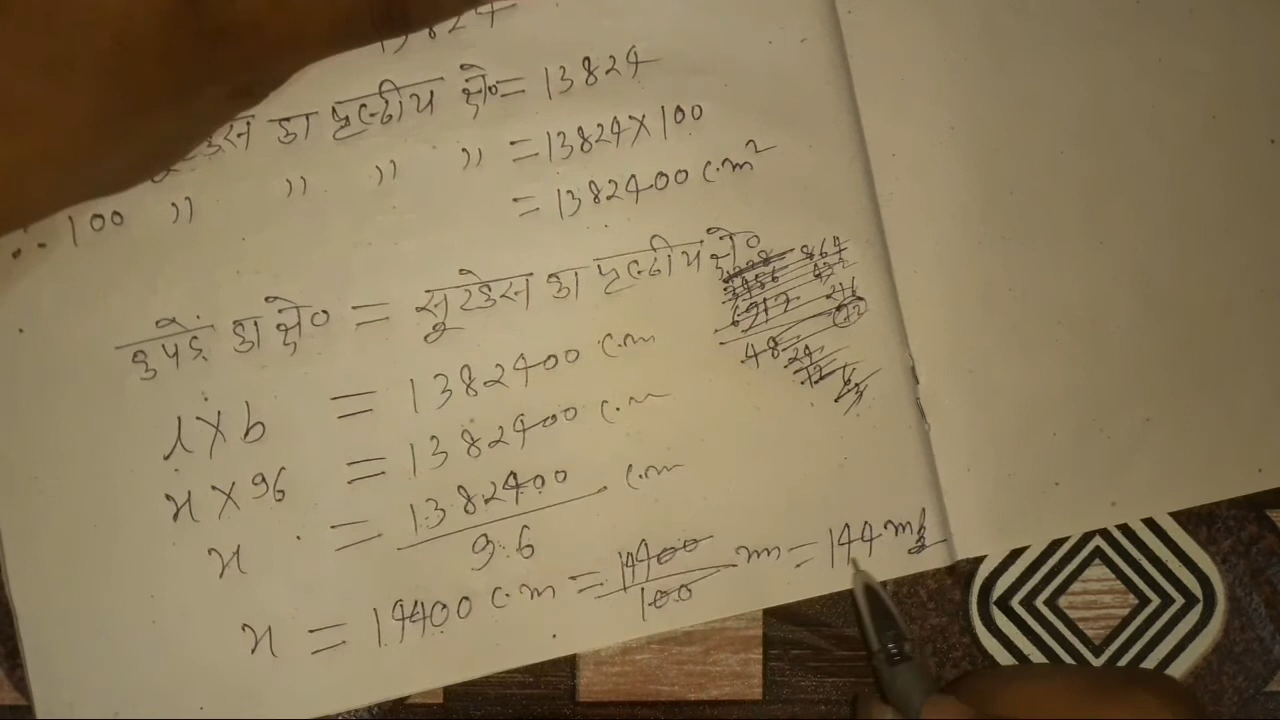 13824
सूटकेस का पृष्ठीय क्षे० = 13824
∴ 100 ,, ,, ,, ,, = 13824 X 100
= 1382400 c.m²
कपड़े का क्षे० = सूटकेस का पृष्ठीय क्षे०
l X b = 1382400 c.m
x X 96 = 1382400 c.m
x = 1382400 / 96 c.m
x = 14400 c.m = 14400 / 100 m = 144 m